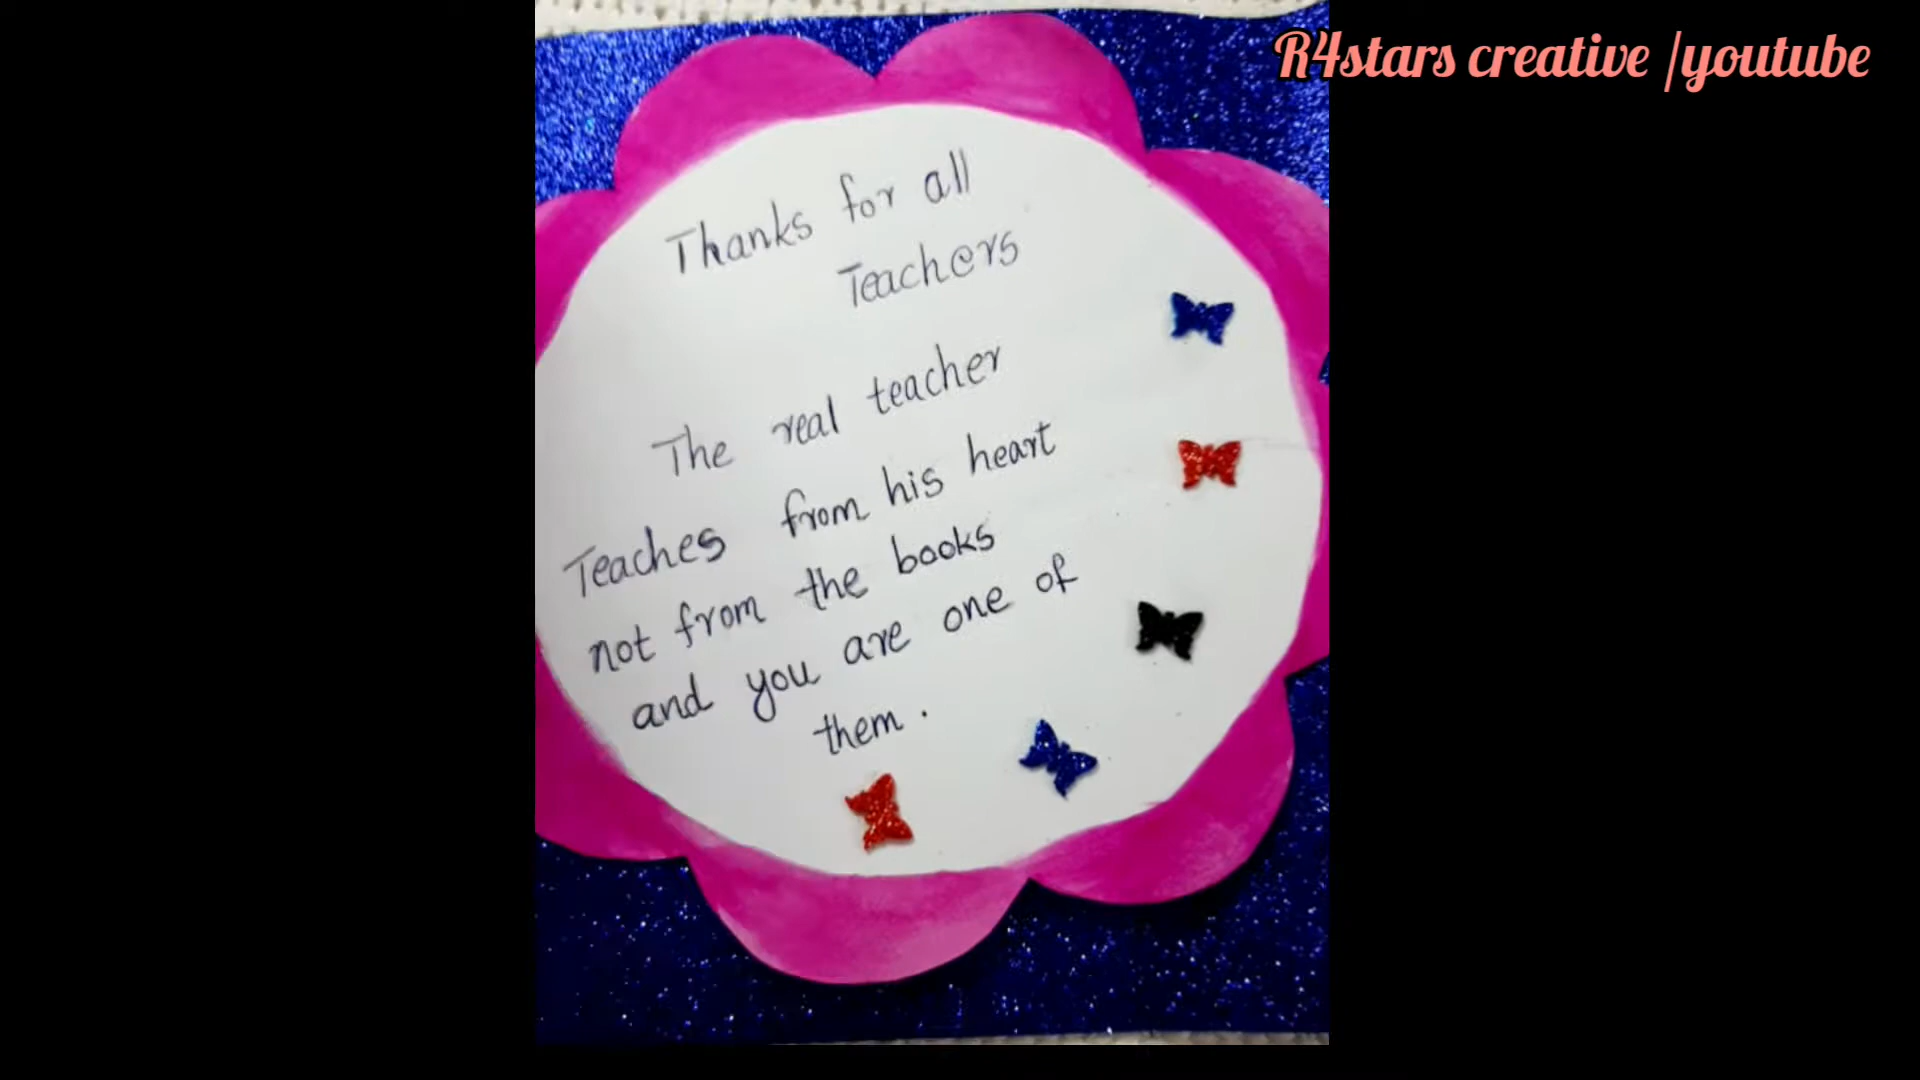 R4stars creative /youtube
Thanks for all
Teachers
The real teacher
Teaches from his heart
not from the books
and you are one of
them.